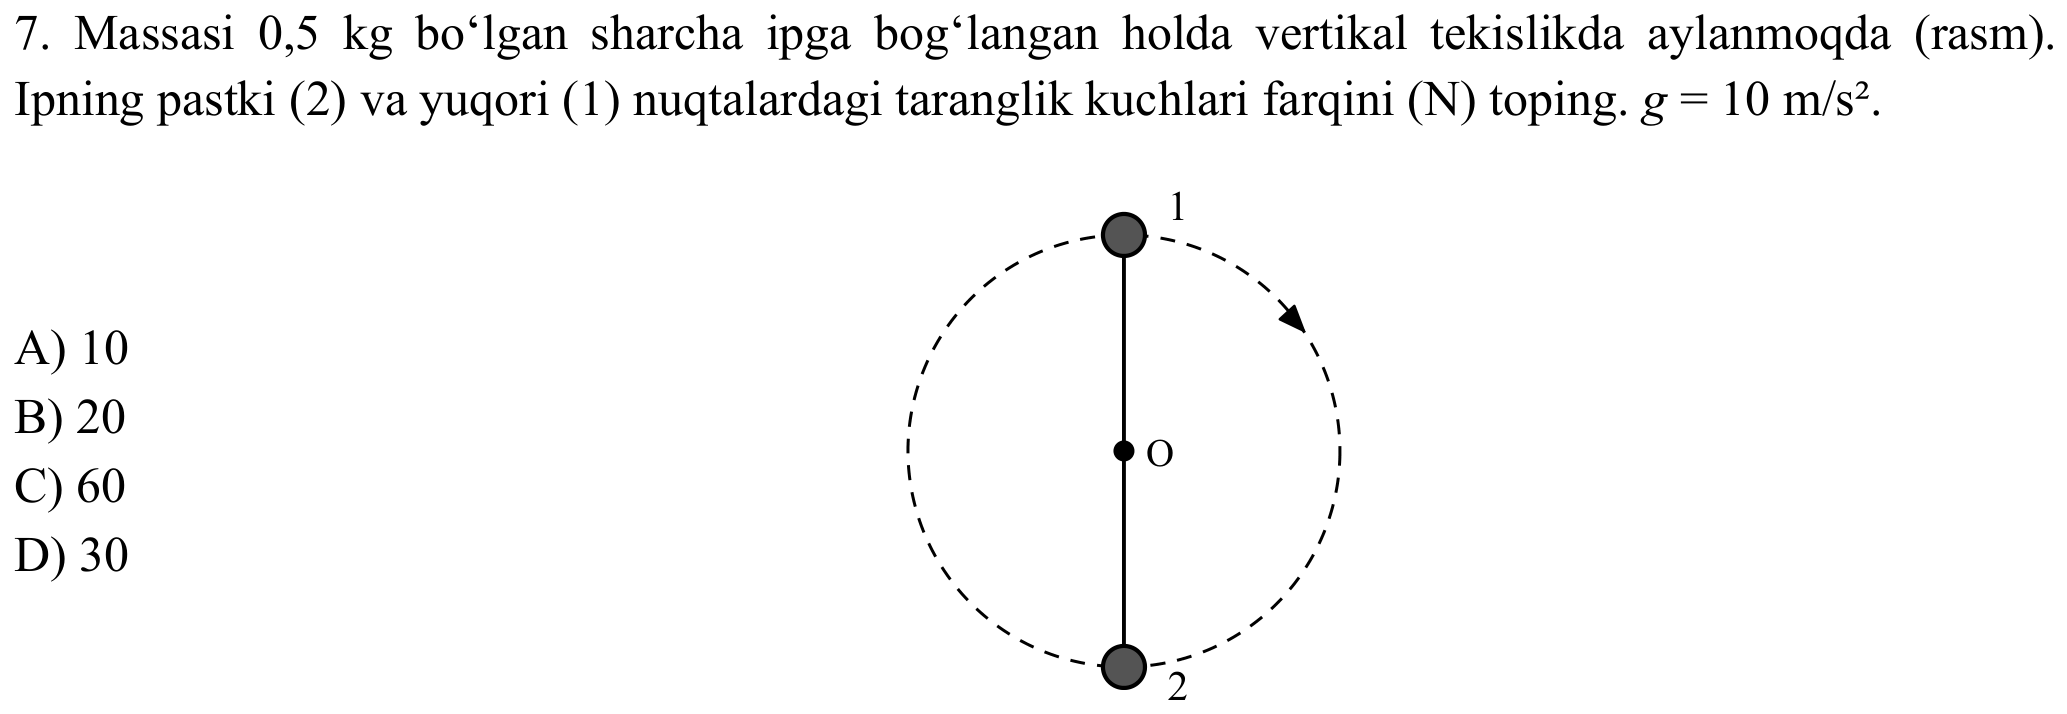 7. Massasi 0,5 kg bo‘lgan sharcha ipga bog‘langan holda vertikal tekislikda aylanmoqda (rasm).
Ipning pastki (2) va yuqori (1) nuqtalardagi taranglik kuchlari farqini (N) toping. g = 10 m/s².
1
A) 10
B) 20
O
C) 60
D) 30
2